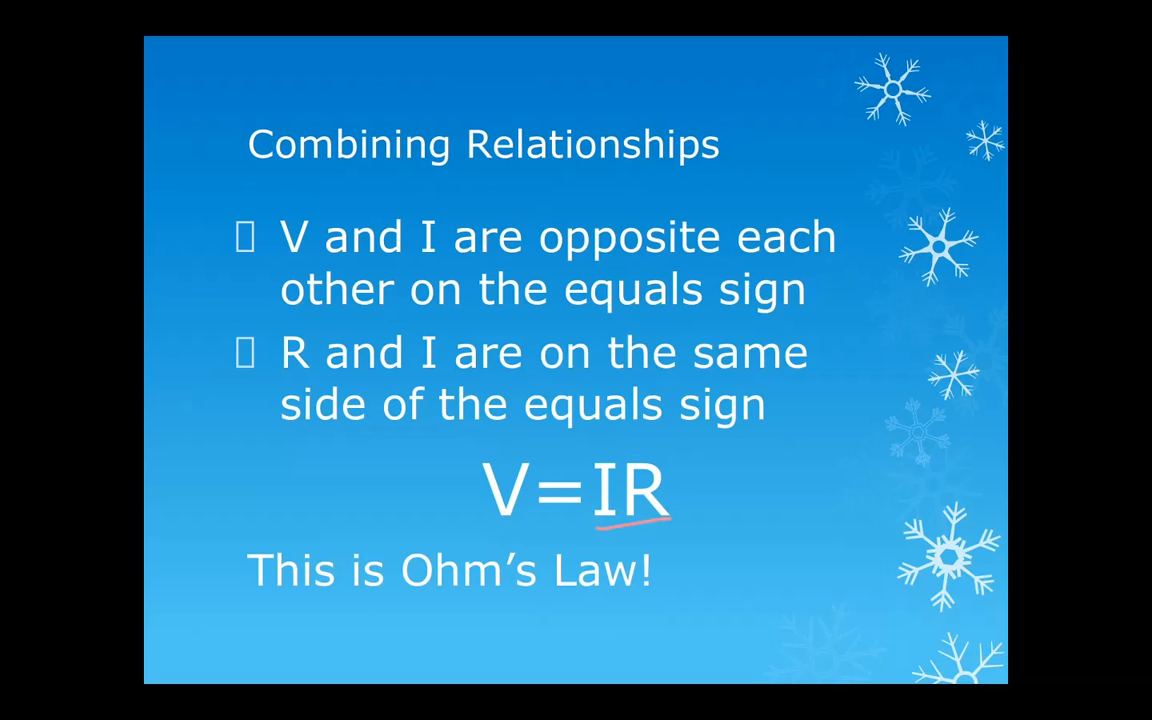 Combining Relationships
V and I are opposite each
other on the equals sign
R and I are on the same
side of the equals sign
V=IR
This is Ohm’s Law!